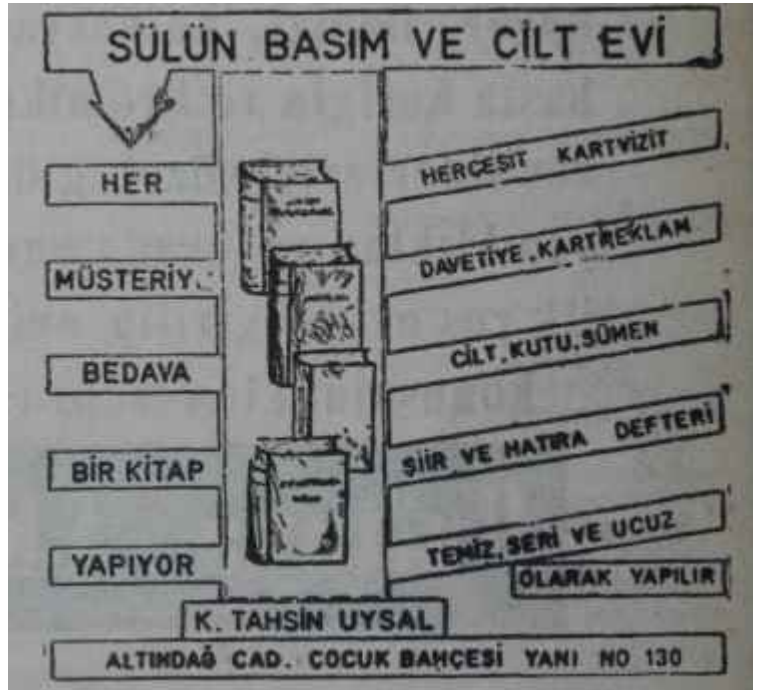 SÜLÜN BASIM VE CİLT EVİ
HER
MÜSTERİY.
BEDAVA
BİR KİTAP
YAPIYOR
HERÇEŞIT KARTVİZİT
DAVETİYE, KARTREKLAM
CİLT, KUTU, SÜMEN
ŞİİR VE HATIRA DEFTERİ
TEMİZ, SERİ VE UCUZ
OLARAK YAPILIR
K. TAHSİN UYSAL
ALTINDAĞ CAD. ÇOCUK BAHÇESİ YANI NO 130